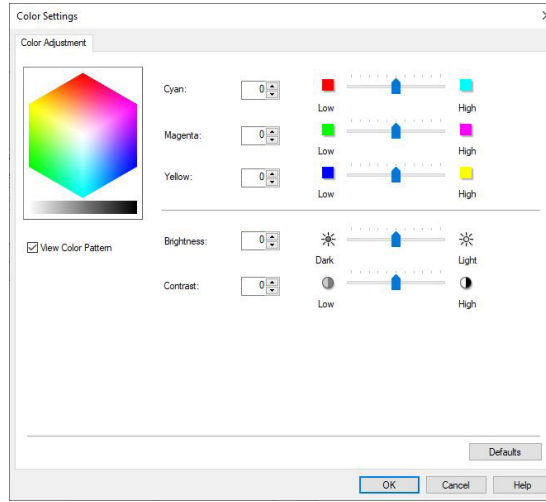 Color Settings
Color Adjustment
Cyan: 0
Low High
Magenta: 0
Low High
Yellow: 0
Low High
View Color Pattern
Brightness: 0
Dark Light
Contrast: 0
Low High
Defaults
OK Cancel Help